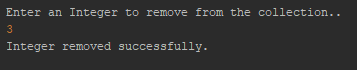 Enter an Integer to remove from the collection..
3
Integer removed successfully.